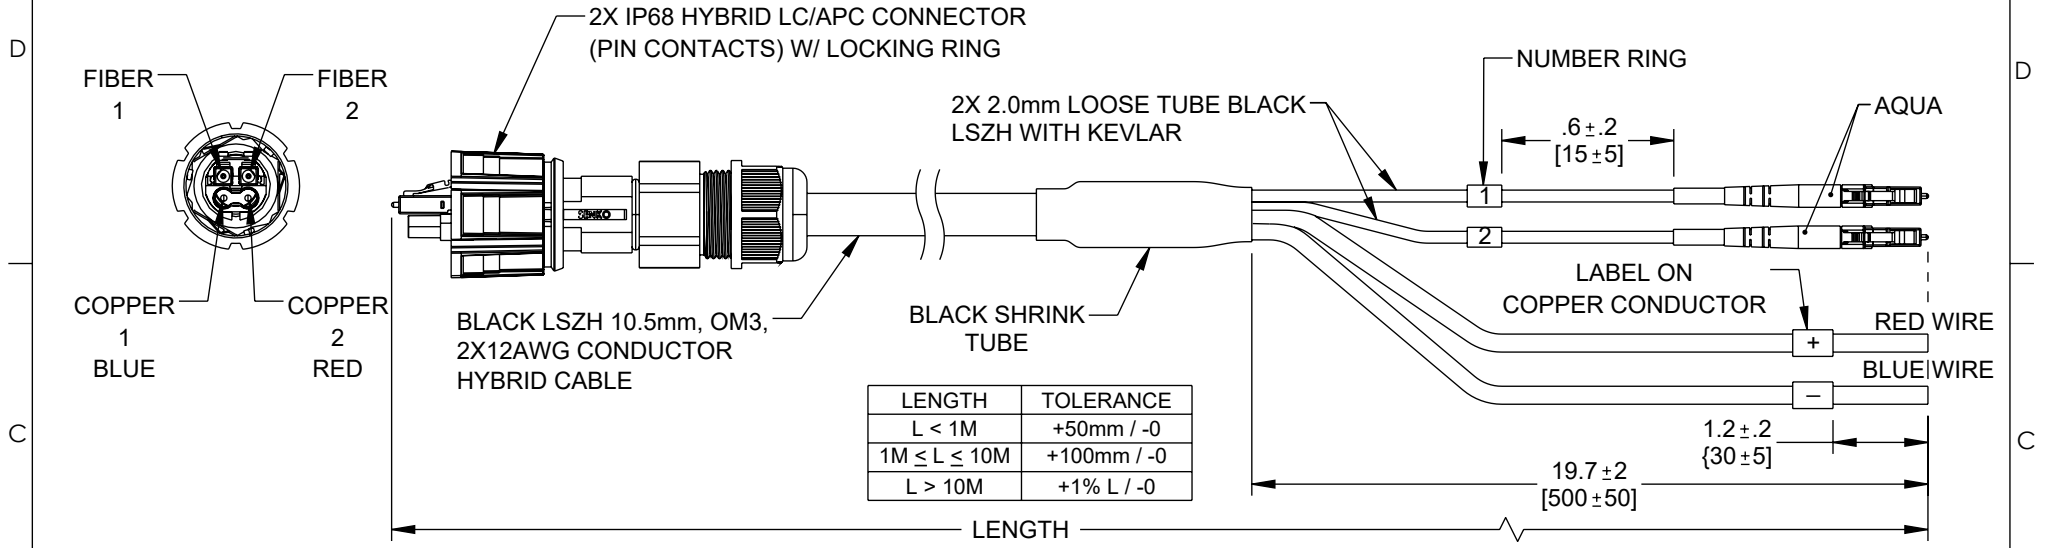 D
FIBER
1
FIBER
2
COPPER
1
BLUE
COPPER
2
RED
2X IP68 HYBRID LC/APC CONNECTOR
(PIN CONTACTS) W/ LOCKING RING
SENKO
BLACK LSZH 10.5mm, OM3,
2X12AWG CONDUCTOR
HYBRID CABLE
2X 2.0mm LOOSE TUBE BLACK
LSZH WITH KEVLAR
BLACK SHRINK
TUBE
NUMBER RING
.6±.2
[15±5]
AQUA
D
1
2
LABEL ON
COPPER CONDUCTOR
RED WIRE
+
BLUE WIRE
–
LENGTH TOLERANCE
L < 1M +50mm / -0
1M ≤ L ≤ 10M +100mm / -0
L > 10M +1% L / -0
1.2±.2
{30±5]
19.7±2
[500±50]
LENGTH
C
C